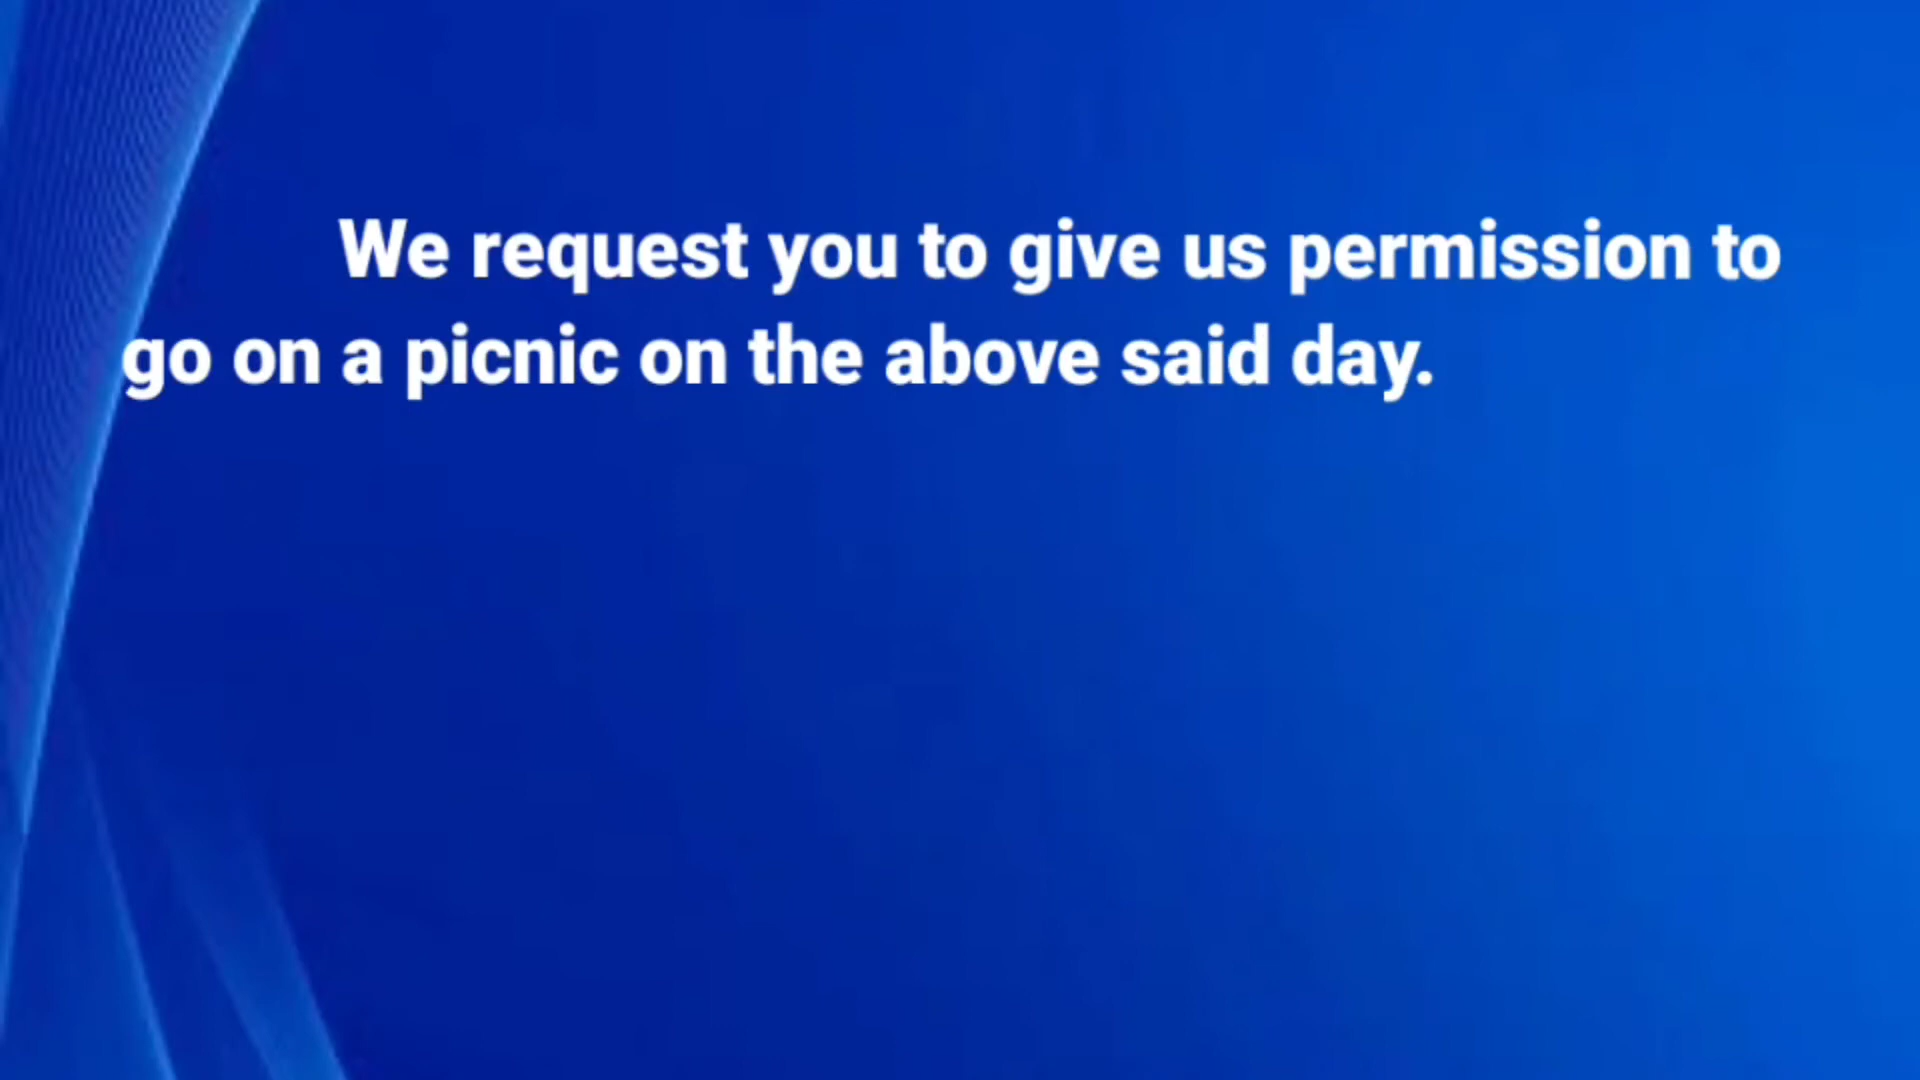 We request you to give us permission to
go on a picnic on the above said day.